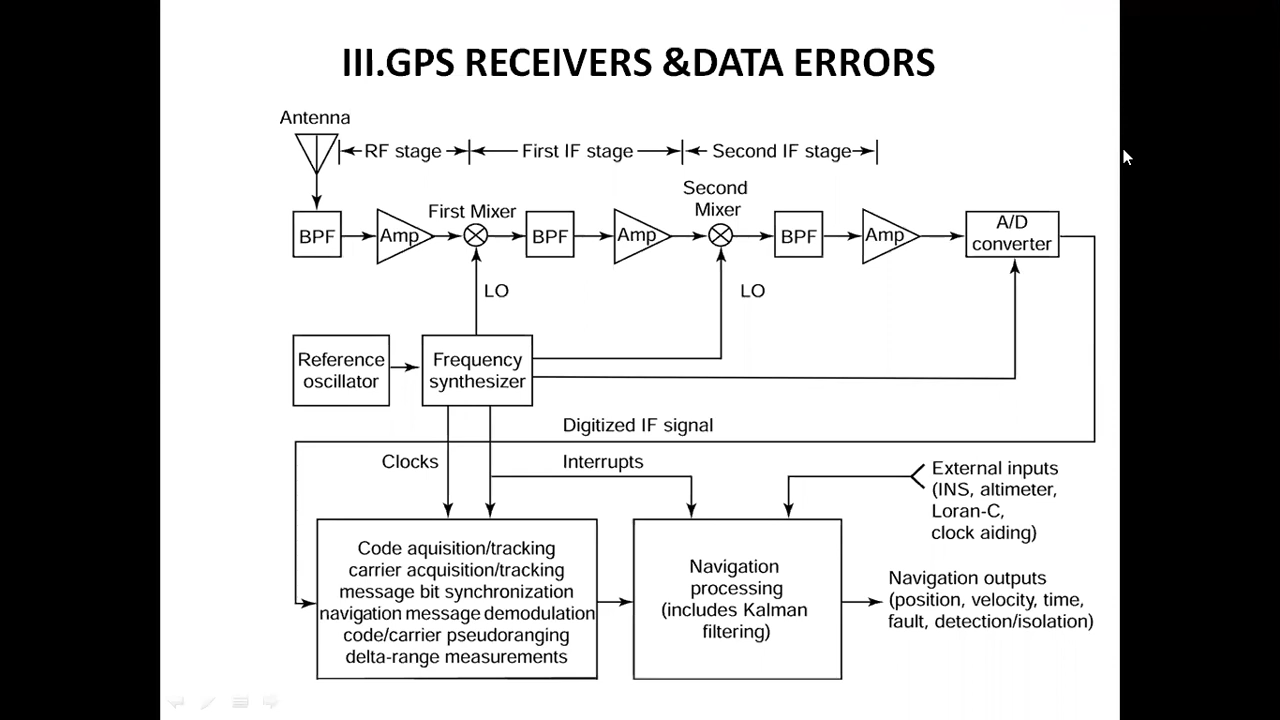 III.GPS RECEIVERS &DATA ERRORS
Antenna
RF stage
First IF stage
Second IF stage
First Mixer
Second
Mixer
BPF
Amp
BPF
Amp
BPF
Amp
A/D
converter
LO
LO
Reference
oscillator
Frequency
synthesizer
Digitized IF signal
Clocks
Interrupts
External inputs
(INS, altimeter,
Loran-C,
clock aiding)
Code aquisition/tracking
carrier acquisition/tracking
message bit synchronization
navigation message demodulation
code/carrier pseudoranging
delta-range measurements
Navigation
processing
(includes Kalman
filtering)
Navigation outputs
(position, velocity, time,
fault, detection/isolation)